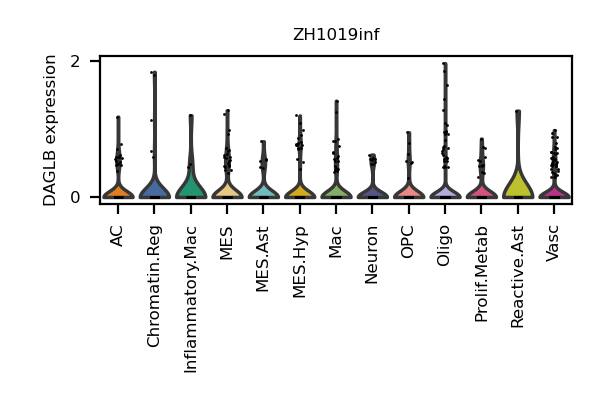 ZH1019inf
DAGLB expression
2
0
AC
Chromatin.Reg
Inflammatory.Mac
MES
MES.Ast
MES.Hyp
Mac
Neuron
OPC
Oligo
Prolif.Metab
Reactive.Ast
Vasc